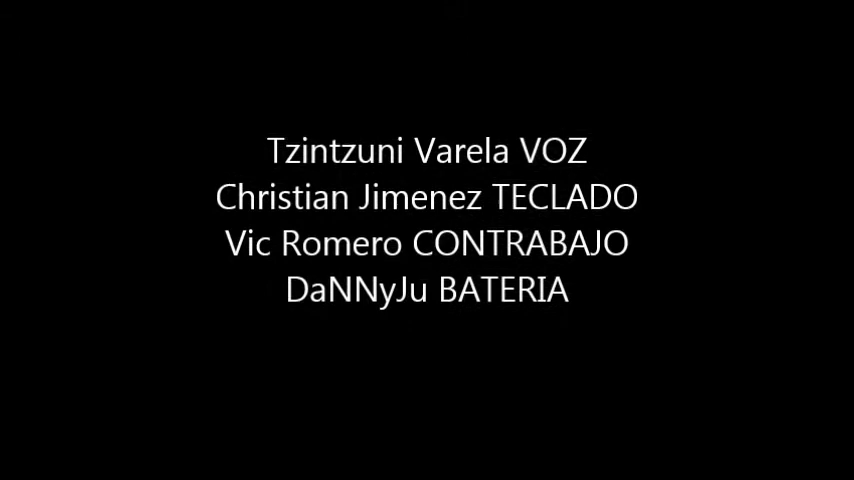 Tzintzuni Varela VOZ
Christian Jimenez TECLADO
Vic Romero CONTRABAJO
DaNNyJu BATERIA